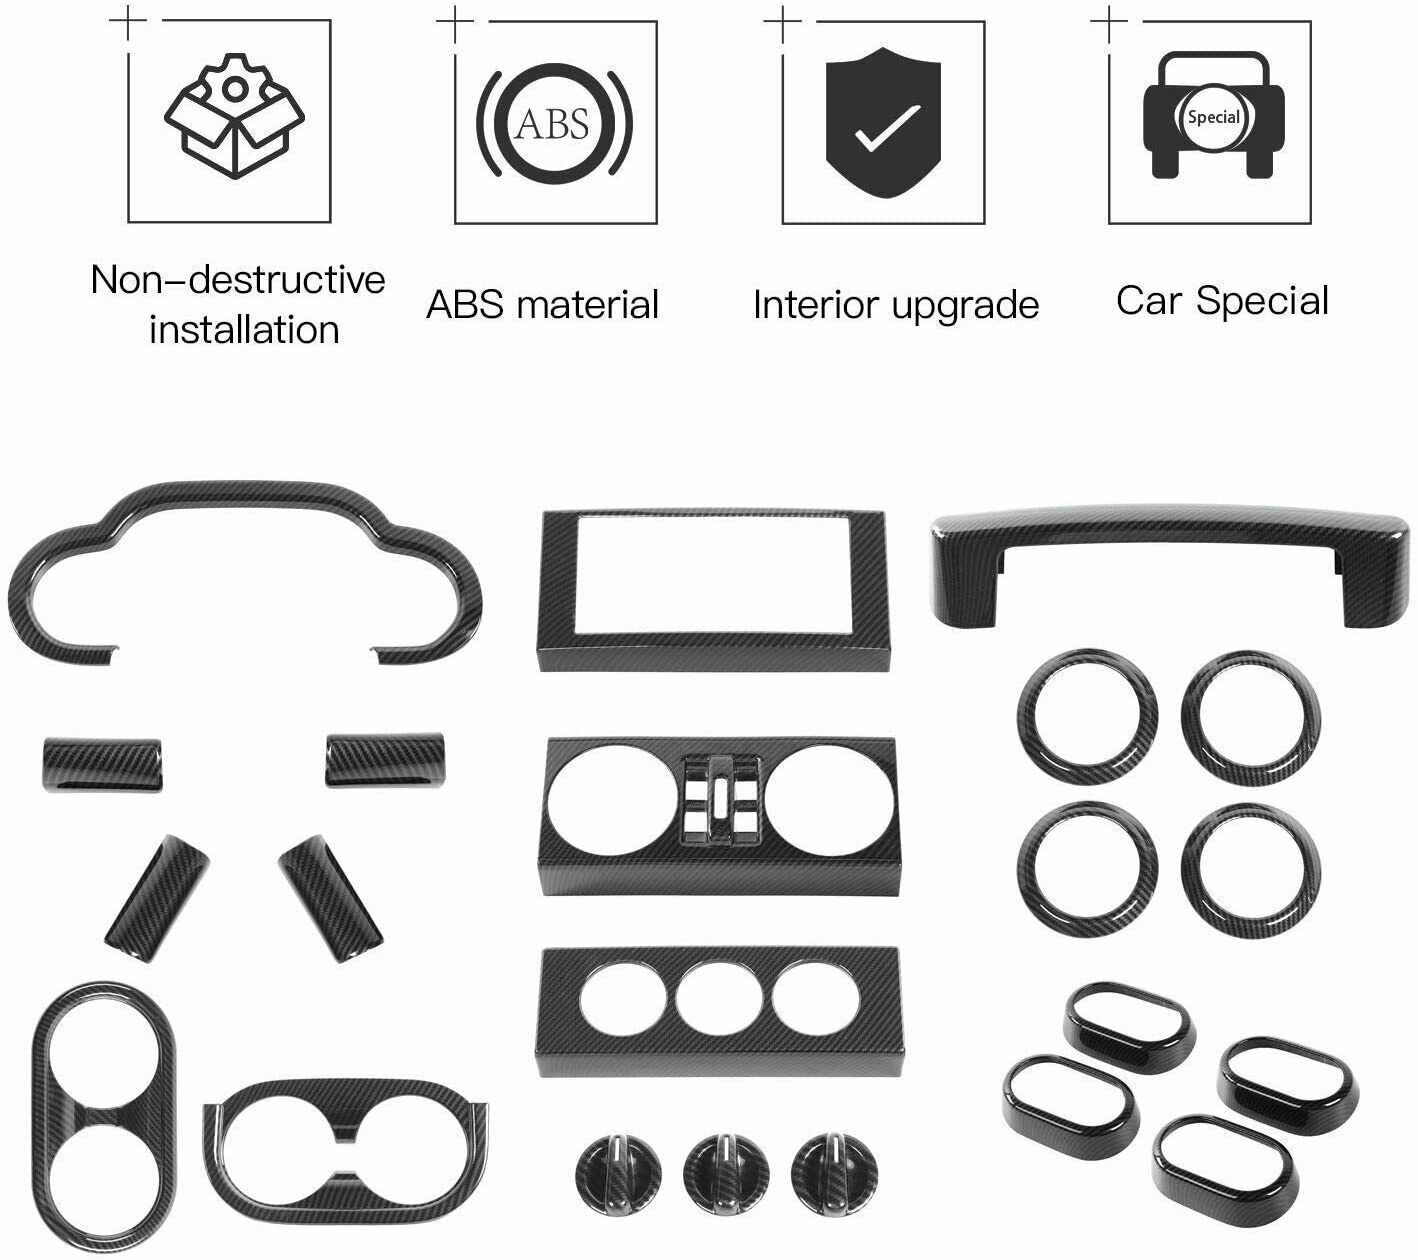 ABS
Special
Non-destructive
installation
ABS material
Interior upgrade
Car Special